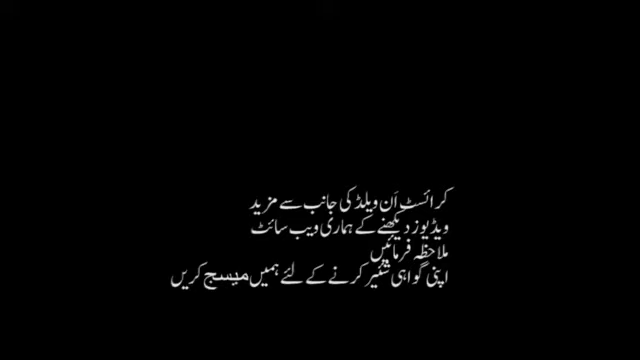 کرائسٹ اَن ویلڈ کی جانب سے مزید
ویڈیوز دیکھنے کے ہماری ویب سائٹ
ملاحظہ فرمائیں
اپنی گواہی شئیر کرنے کے لئے ہمیں میسج کریں